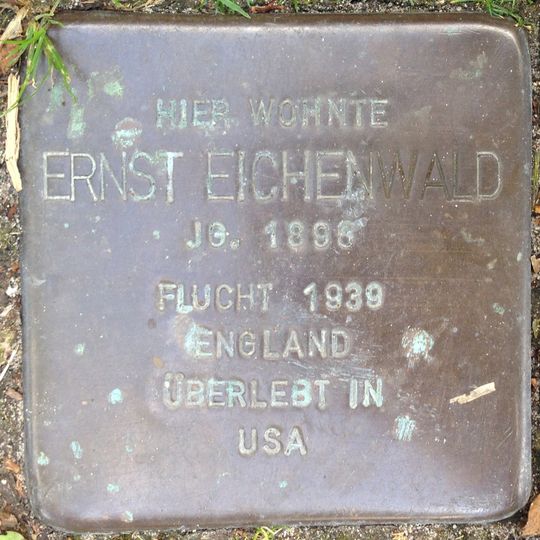 HIER WOHNTE
ERNST EICHENWALD
JG. 1896
FLUCHT 1939
ENGLAND
ÜBERLEBT IN
USA